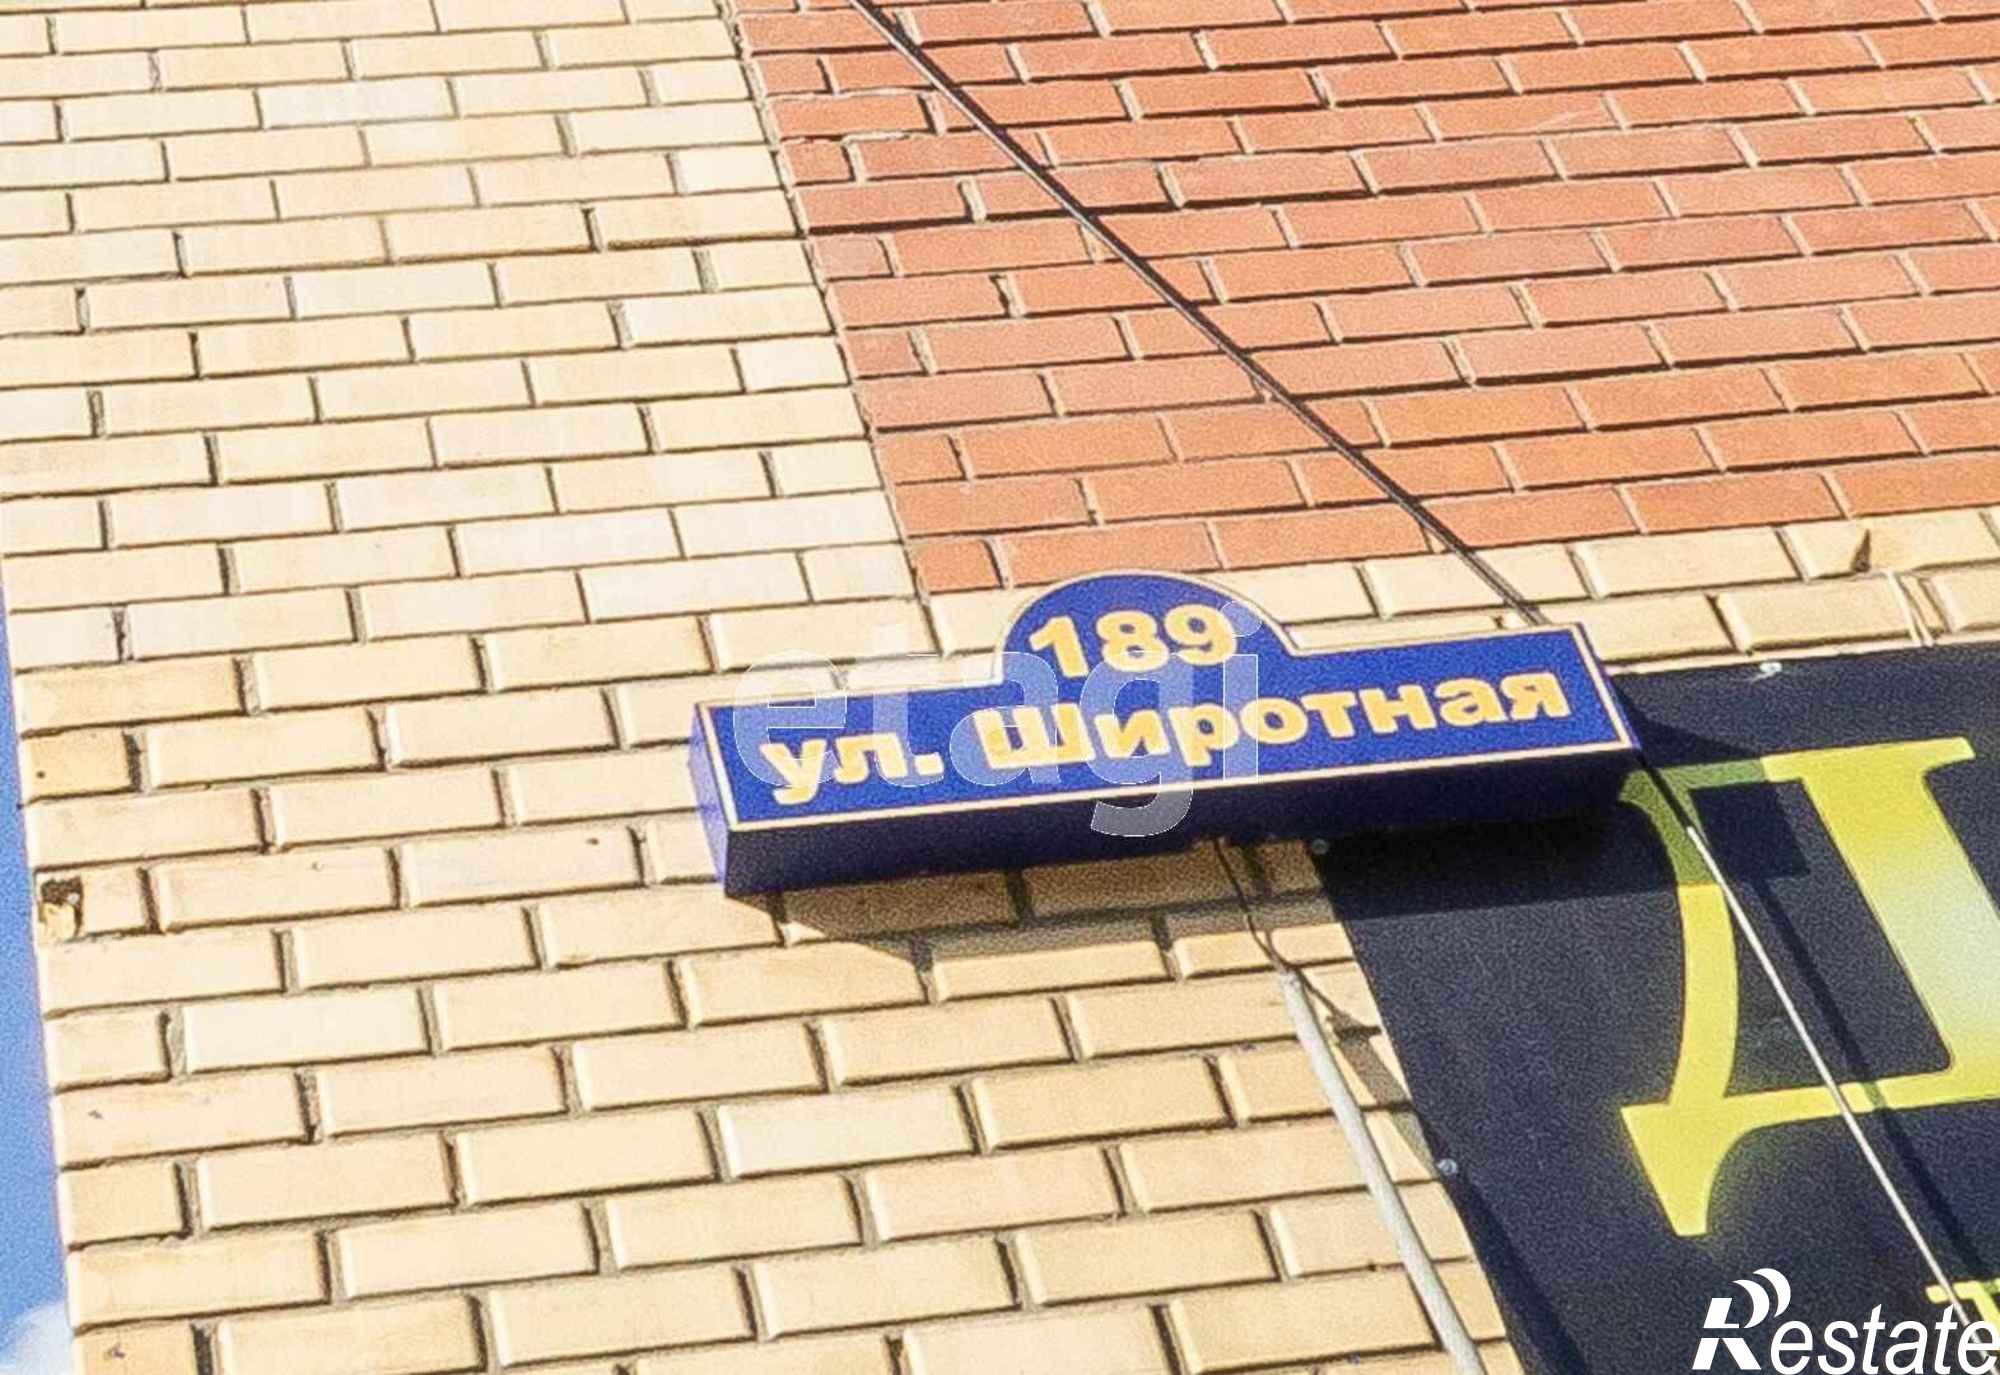 189
ул. Широтная
etagi
Д
Restate